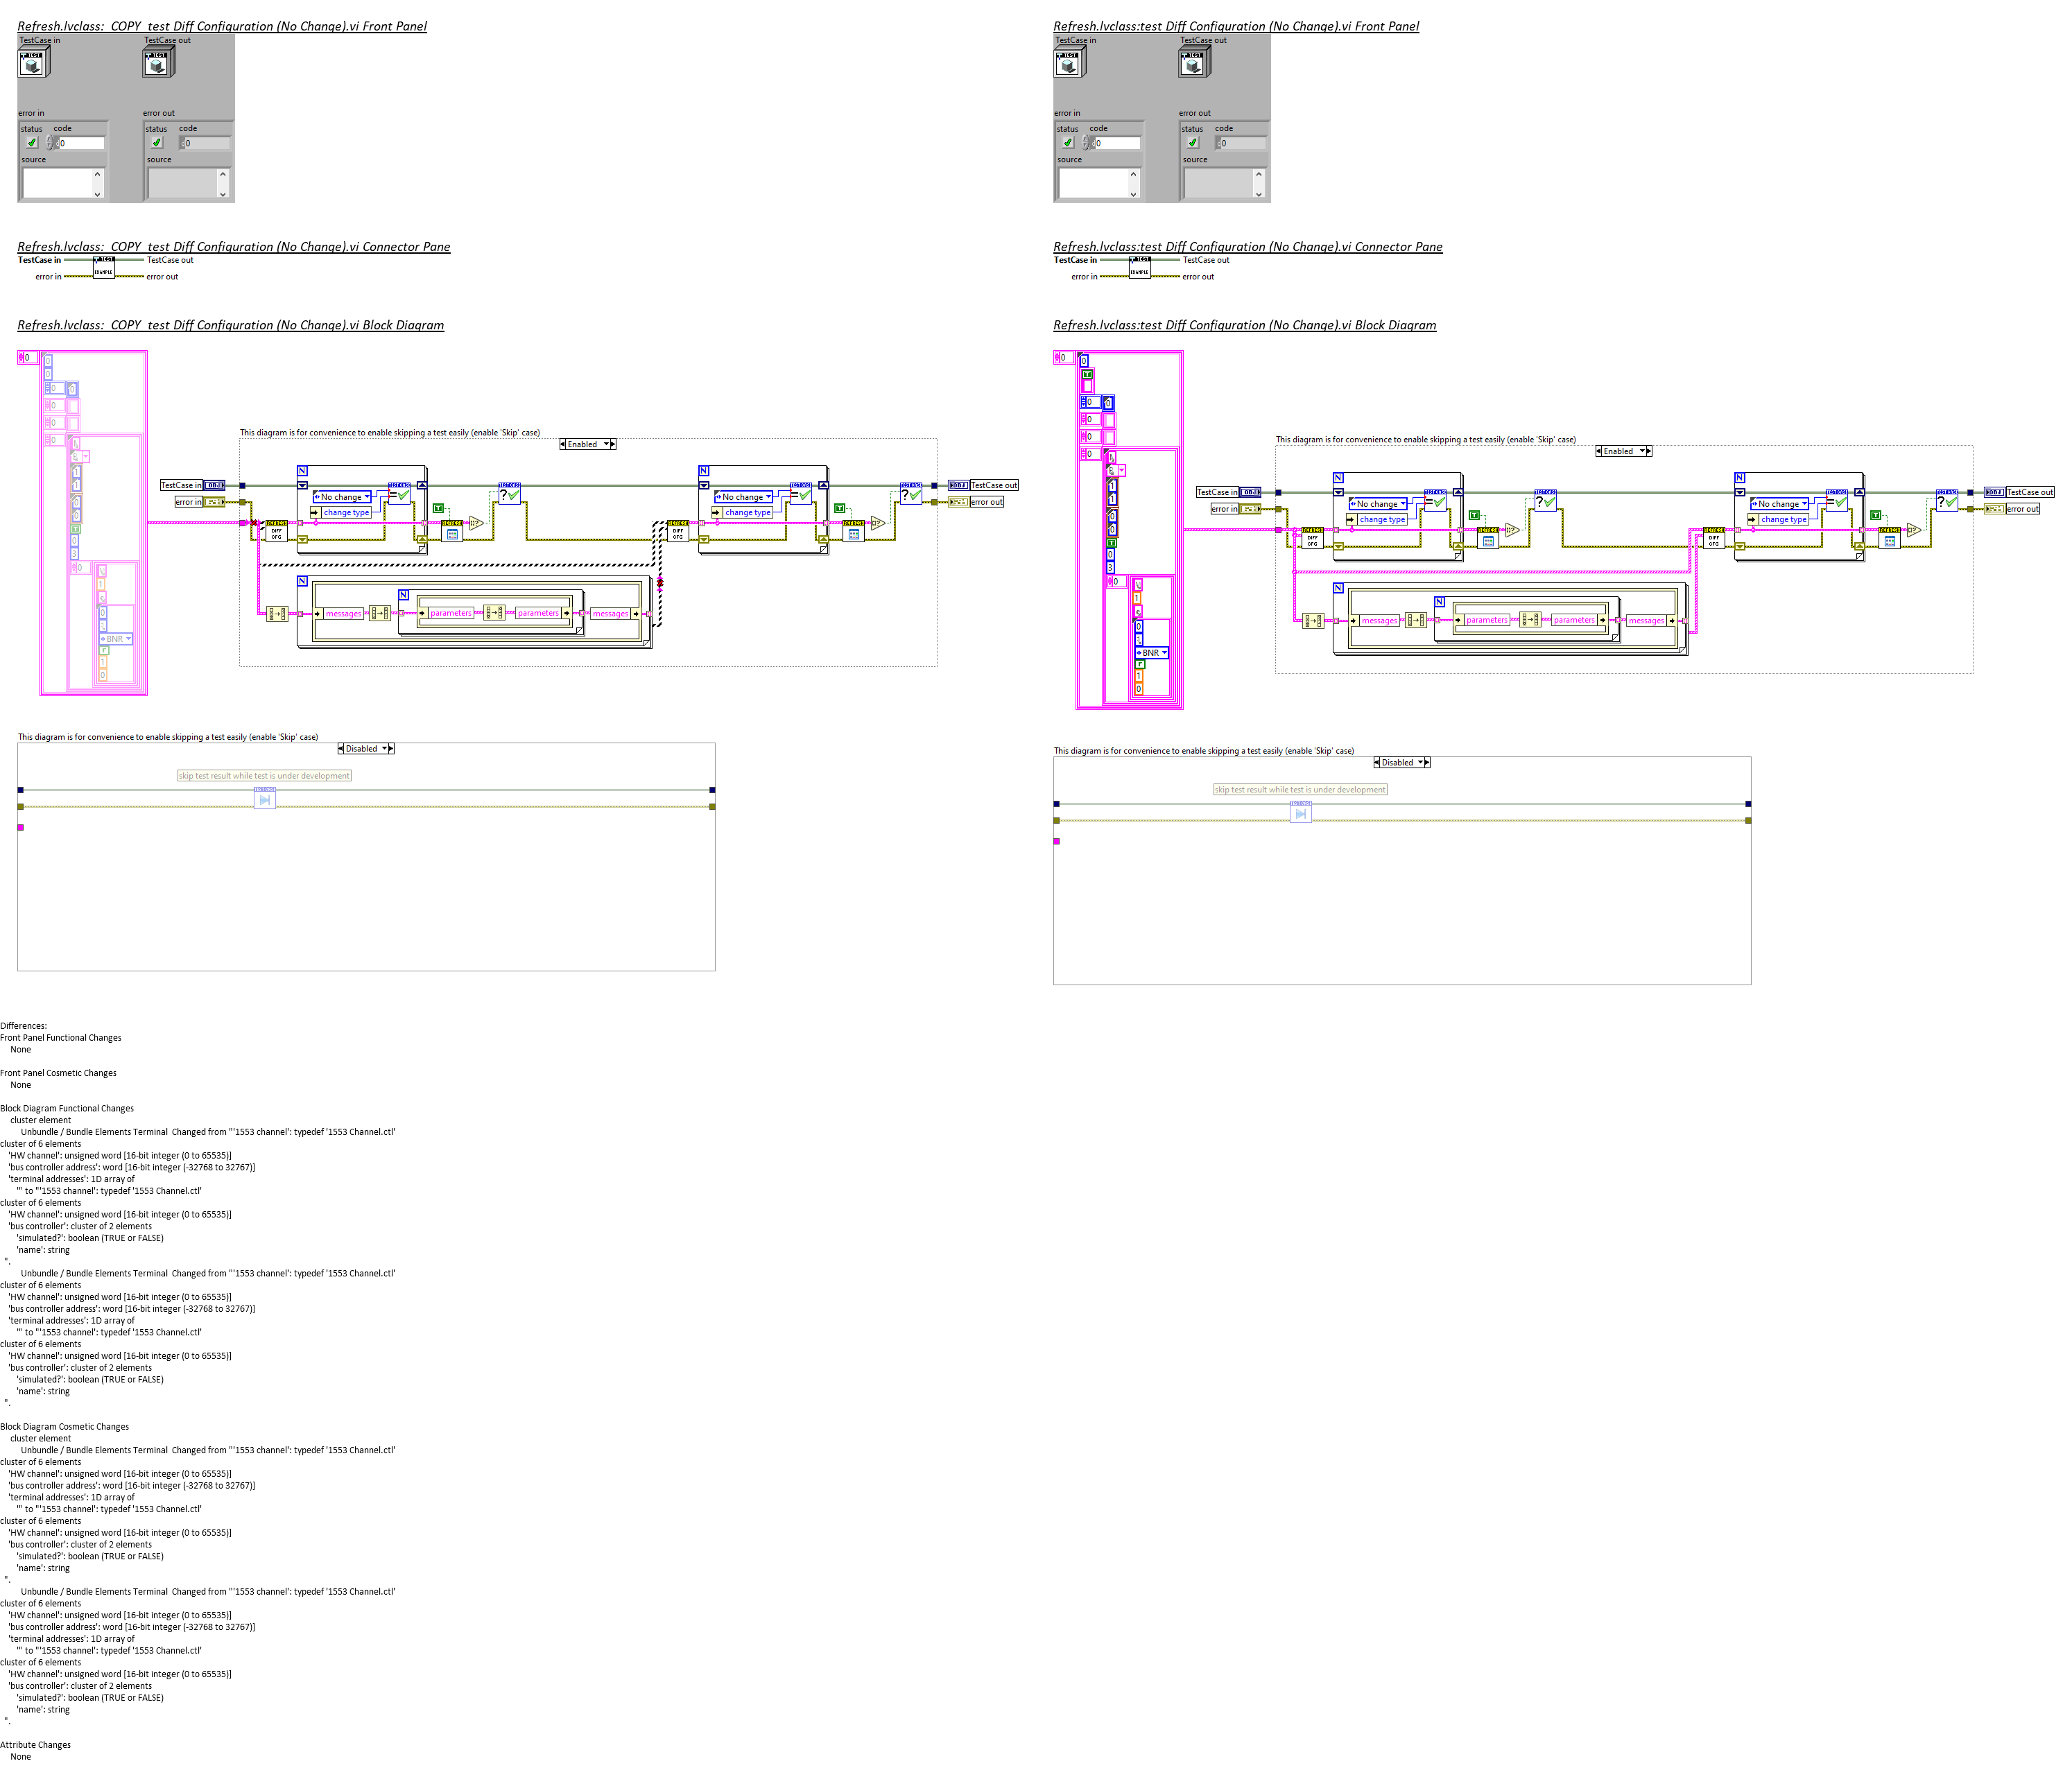 Refresh.lvclass:_COPY_test Diff Configuration (No Change).vi Front Panel
TestCase in
TestCase out
TEST
TEST
error in
error out
status
code
0
status
code
0
source
source
Refresh.lvclass:_COPY_test Diff Configuration (No Change).vi Connector Pane
TestCase in
TestCase out
TEST
EXAMPLE
error in
error out
Refresh.lvclass:_COPY_test Diff Configuration (No Change).vi Block Diagram
This diagram is for convenience to enable skipping a test easily (enable 'Skip' case)
Enabled
TestCase in
OBJ
error in
N
No change
change type
N
No change
change type
OBJ
TestCase out
error out
DIFF
CFG
DIFF
CFG
N
messages
N
parameters
parameters
messages
BNR
This diagram is for convenience to enable skipping a test easily (enable 'Skip' case)
Disabled
skip test result while test is under development
Refresh.lvclass:test Diff Configuration (No Change).vi Front Panel
TestCase in
TestCase out
TEST
TEST
error in
error out
status
code
0
status
code
0
source
source
Refresh.lvclass:test Diff Configuration (No Change).vi Connector Pane
TestCase in
TestCase out
TEST
EXAMPLE
error in
error out
Refresh.lvclass:test Diff Configuration (No Change).vi Block Diagram
This diagram is for convenience to enable skipping a test easily (enable 'Skip' case)
Enabled
TestCase in
OBJ
error in
N
No change
change type
N
No change
change type
OBJ
TestCase out
error out
DIFF
CFG
DIFF
CFG
N
messages
N
parameters
parameters
messages
BNR
This diagram is for convenience to enable skipping a test easily (enable 'Skip' case)
Disabled
skip test result while test is under development
Differences:
Front Panel Functional Changes
None
Front Panel Cosmetic Changes
None
Block Diagram Functional Changes
cluster element
Unbundle / Bundle Elements Terminal  Changed from "'1553 channel': typedef '1553 Channel.ctl'
cluster of 6 elements
'HW channel': unsigned word [16-bit integer (0 to 65535)]
'bus controller address': word [16-bit integer (-32768 to 32767)]
'terminal addresses': 1D array of
'" to "'1553 channel': typedef '1553 Channel.ctl'
cluster of 6 elements
'HW channel': unsigned word [16-bit integer (0 to 65535)]
'bus controller': cluster of 2 elements
'simulated?': boolean (TRUE or FALSE)
'name': string
".
Unbundle / Bundle Elements Terminal  Changed from "'1553 channel': typedef '1553 Channel.ctl'
cluster of 6 elements
'HW channel': unsigned word [16-bit integer (0 to 65535)]
'bus controller address': word [16-bit integer (-32768 to 32767)]
'terminal addresses': 1D array of
'" to "'1553 channel': typedef '1553 Channel.ctl'
cluster of 6 elements
'HW channel': unsigned word [16-bit integer (0 to 65535)]
'bus controller': cluster of 2 elements
'simulated?': boolean (TRUE or FALSE)
'name': string
".
Block Diagram Cosmetic Changes
cluster element
Unbundle / Bundle Elements Terminal  Changed from "'1553 channel': typedef '1553 Channel.ctl'
cluster of 6 elements
'HW channel': unsigned word [16-bit integer (0 to 65535)]
'bus controller address': word [16-bit integer (-32768 to 32767)]
'terminal addresses': 1D array of
'" to "'1553 channel': typedef '1553 Channel.ctl'
cluster of 6 elements
'HW channel': unsigned word [16-bit integer (0 to 65535)]
'bus controller': cluster of 2 elements
'simulated?': boolean (TRUE or FALSE)
'name': string
".
Unbundle / Bundle Elements Terminal  Changed from "'1553 channel': typedef '1553 Channel.ctl'
cluster of 6 elements
'HW channel': unsigned word [16-bit integer (0 to 65535)]
'bus controller address': word [16-bit integer (-32768 to 32767)]
'terminal addresses': 1D array of
'" to "'1553 channel': typedef '1553 Channel.ctl'
cluster of 6 elements
'HW channel': unsigned word [16-bit integer (0 to 65535)]
'bus controller': cluster of 2 elements
'simulated?': boolean (TRUE or FALSE)
'name': string
".
Attribute Changes
None